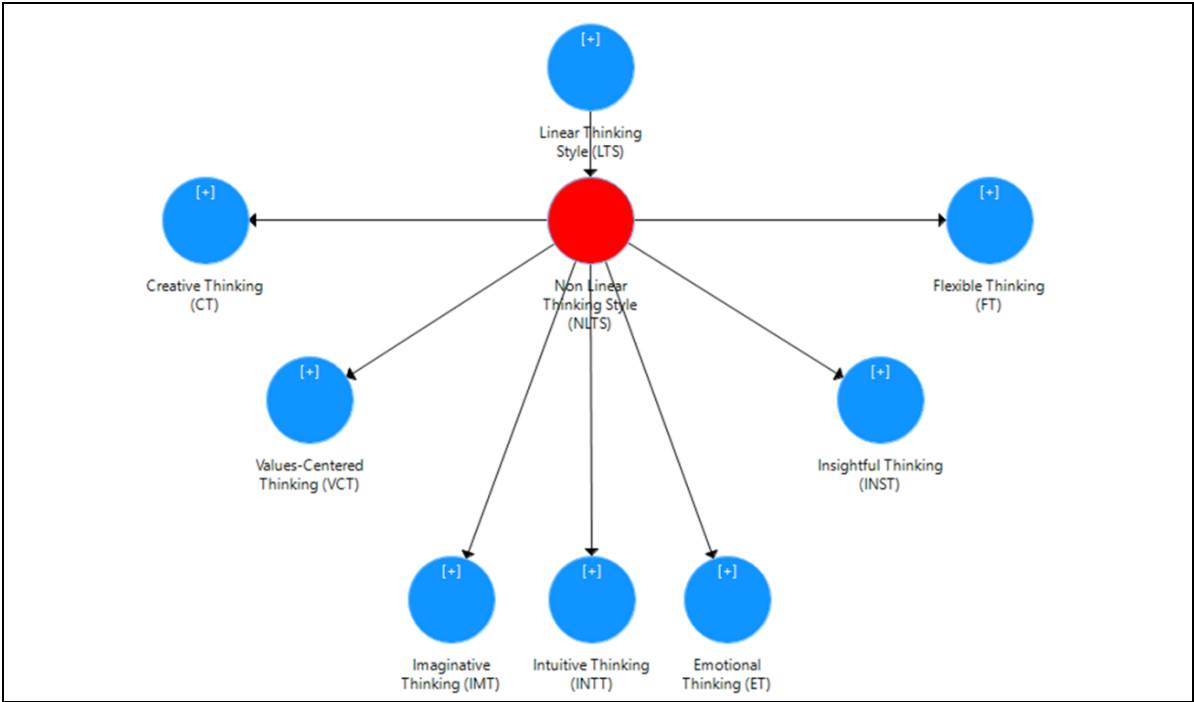 [+]
Linear Thinking
Style (LTS)
[+]
Creative Thinking
(CT)
Non Linear
Thinking Style
(NLTS)
[+]
Flexible Thinking
(FT)
[+]
Values-Centered
Thinking (VCT)
[+]
Insightful Thinking
(INST)
[+]
Imaginative
Thinking (IMT)
[+]
Intuitive Thinking
(INTT)
[+]
Emotional
Thinking (ET)